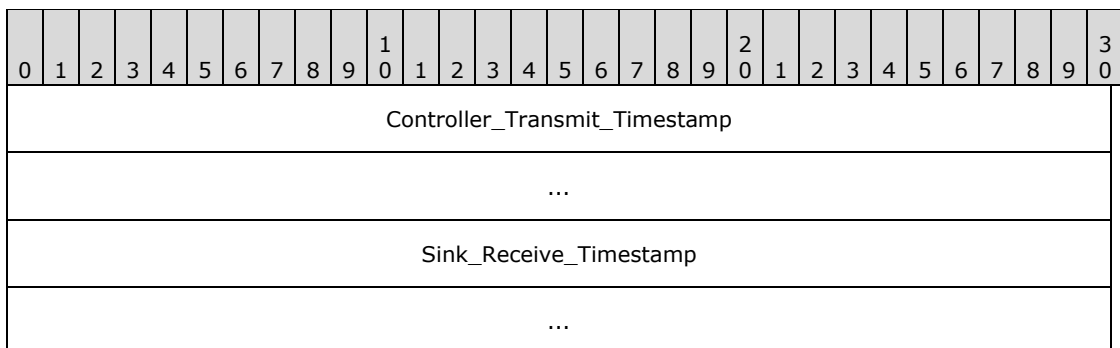 1 2 3
0 1 2 3 4 5 6 7 8 9 0 1 2 3 4 5 6 7 8 9 0 1 2 3 4 5 6 7 8 9 0
Controller_Transmit_Timestamp
...
Sink_Receive_Timestamp
...